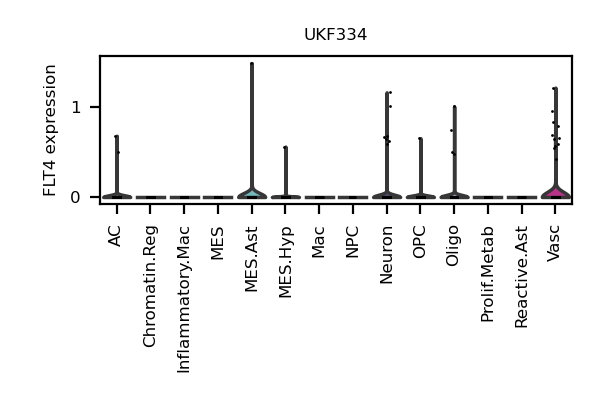 UKF334
FLT4 expression
1
0
AC
Chromatin.Reg
Inflammatory.Mac
MES
MES.Ast
MES.Hyp
Mac
NPC
Neuron
OPC
Oligo
Prolif.Metab
Reactive.Ast
Vasc